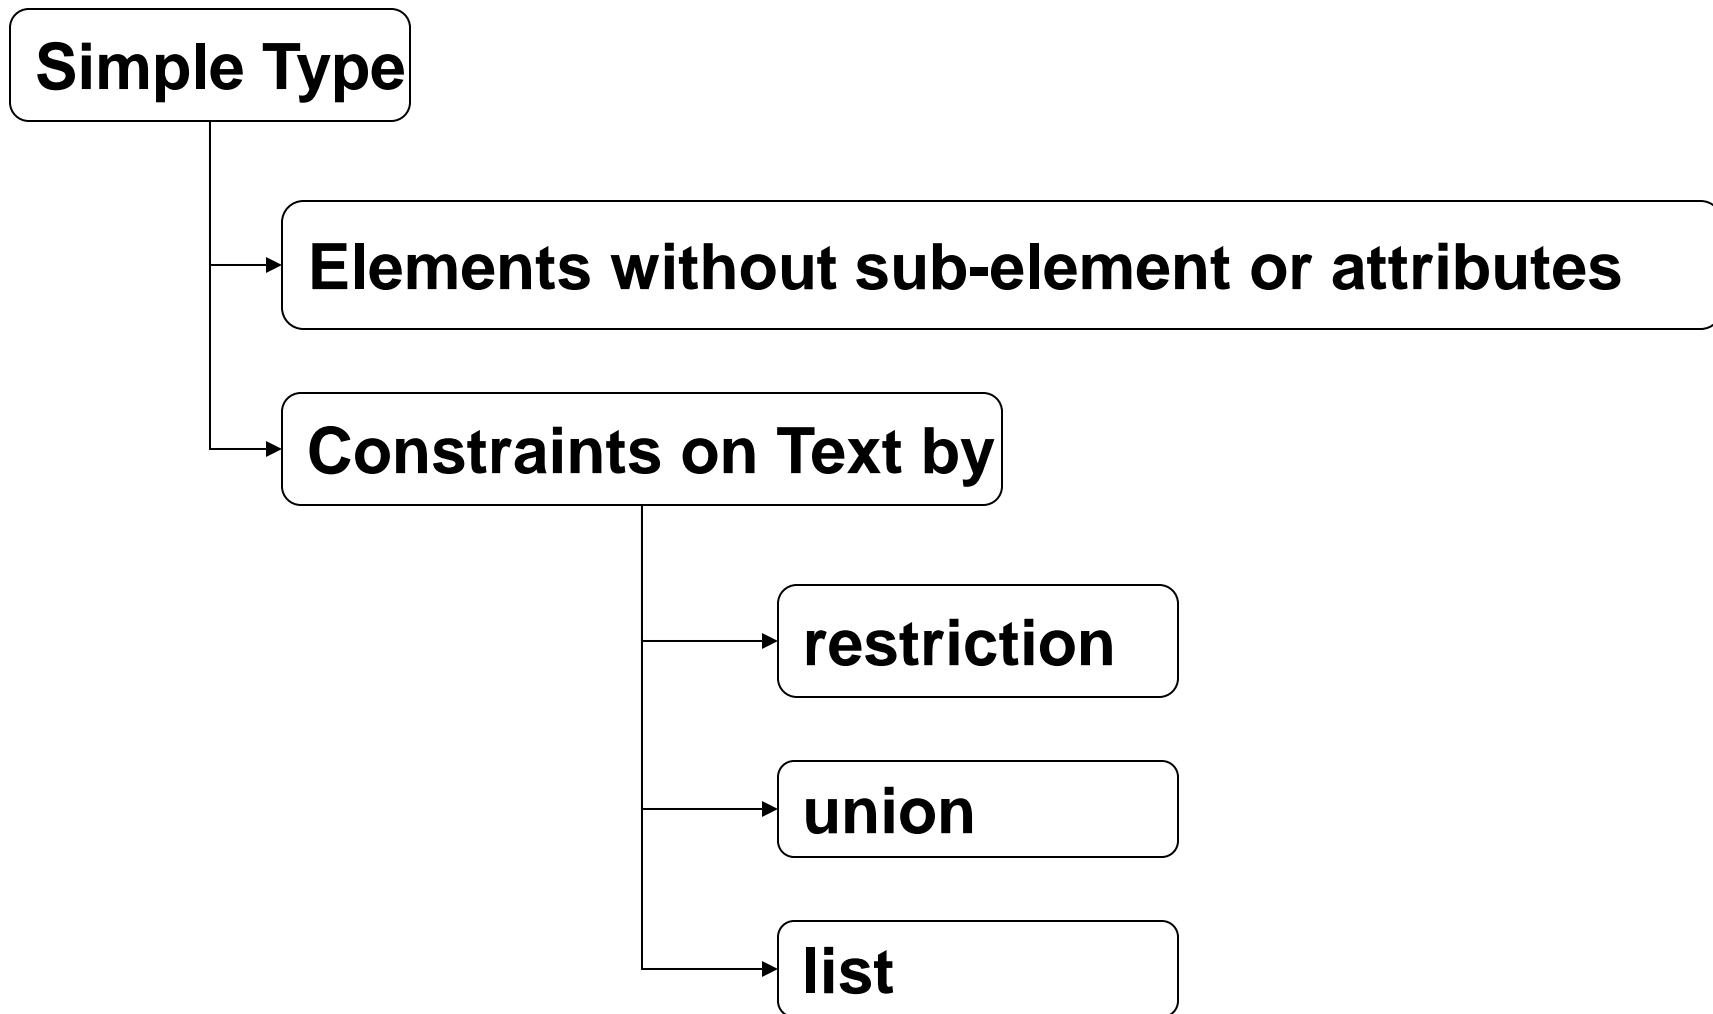 Simple Type
Elements without sub-element or attributes
Constraints on Text by
restriction
union
list